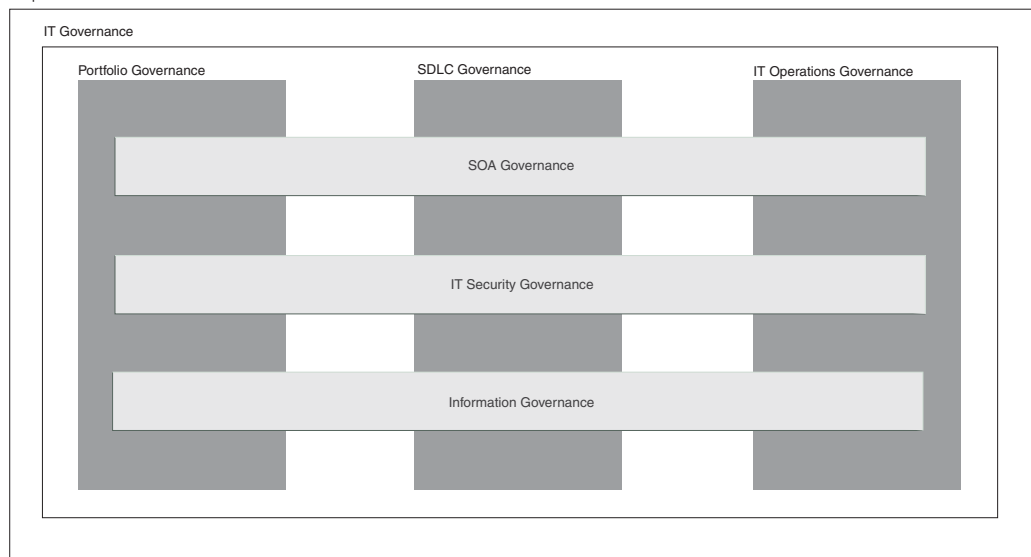 IT Governance
Portfolio Governance
SDLC Governance
IT Operations Governance
SOA Governance
IT Security Governance
Information Governance